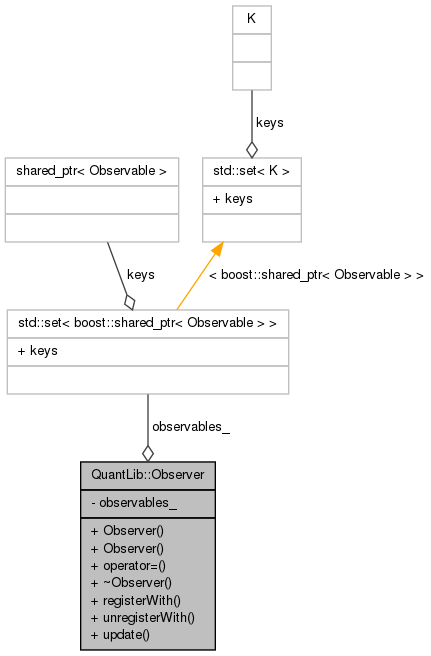 K
keys
shared_ptr< Observable >
std::set< K >
+ keys
keys
< boost::shared_ptr< Observable > >
std::set< boost::shared_ptr< Observable > >
+ keys
observables_
QuantLib::Observer
- observables_
+ Observer()
+ Observer()
+ operator=()
+ ~Observer()
+ registerWith()
+ unregisterWith()
+ update()